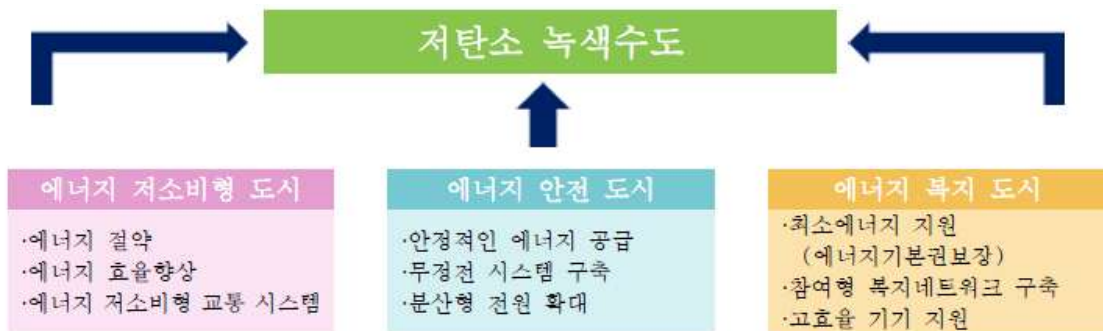 저탄소 녹색수도
에너지 저소비형 도시
·에너지 절약
·에너지 효율향상
·에너지 저소비형 교통 시스템
에너지 안전 도시
·안정적인 에너지 공급
·무정전 시스템 구축
·분산형 전원 확대
에너지 복지 도시
·최소에너지 지원
(에너지기본권보장)
·참여형 복지네트워크 구축
·고효율 기기 지원